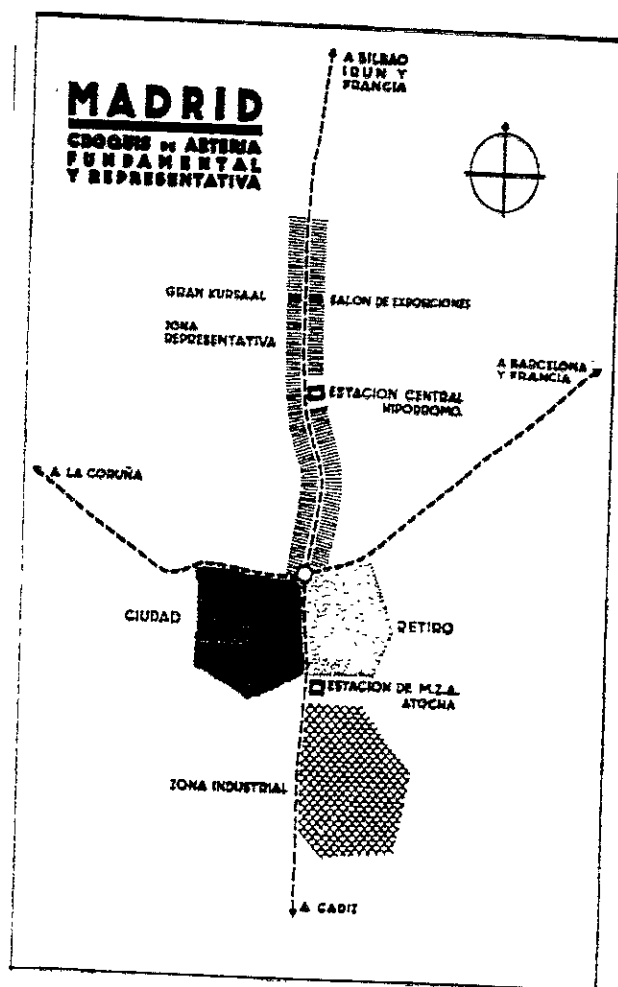 MADRID
CROQUIS DE ARTERIA
FUNDAMENTAL
Y REPRESENTATIVA
A BILBAO
IRUN Y
FRANCIA
GRAN KURSAAL
SALON DE EXPOSICIONES
ZONA
REPRESENTATIVA
A BARCELONA
Y FRANCIA
ESTACION CENTRAL
HIPODROMO.
A LA CORUÑA
CIUDAD
RETIRO
ESTACION DE M.Z.A.
ATOCHA
ZONA INDUSTRIAL
A CADIZ